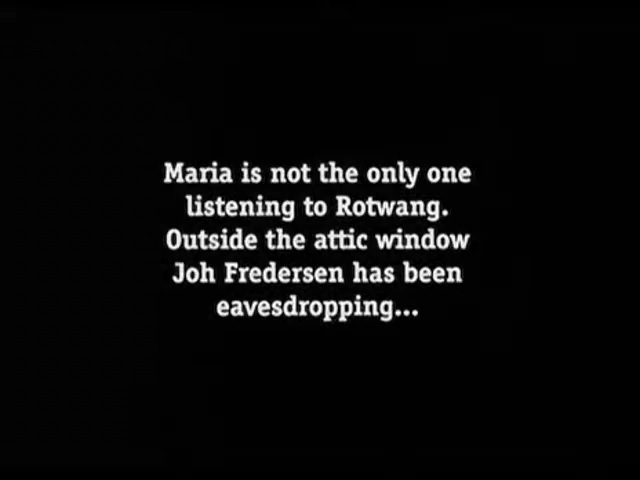 Maria is not the only one
listening to Rotwang.
Outside the attic window
Joh Fredersen has been
eavesdropping...